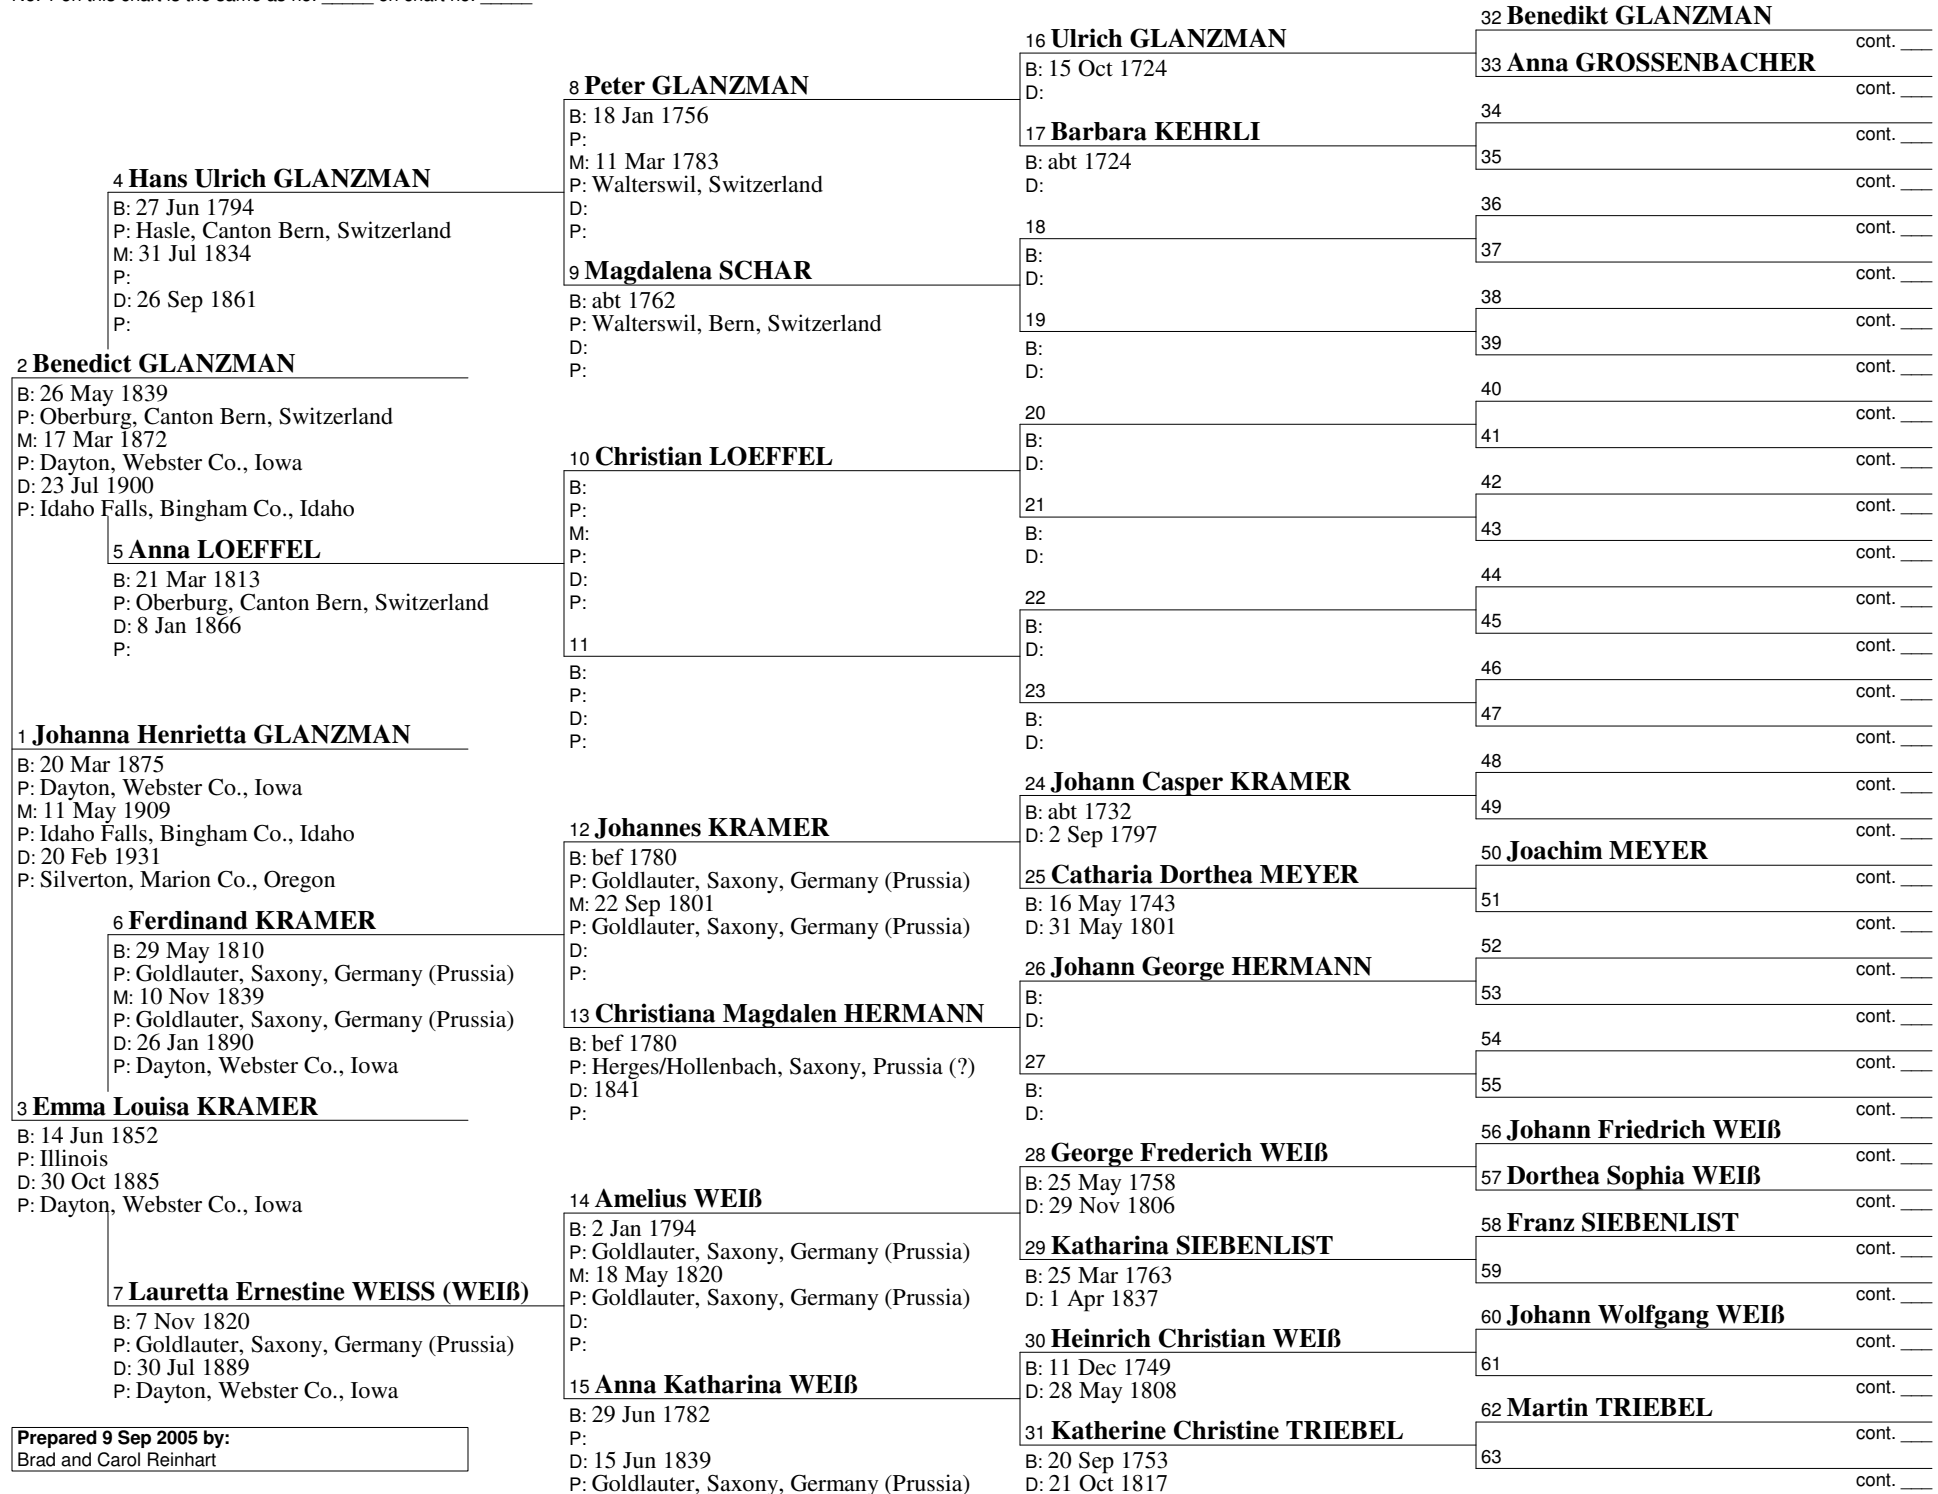 No. 1 on this chart is the same as no. _____ on chart no. _____
2 Benedict GLANZMAN
B: 26 May 1839
P: Oberburg, Canton Bern, Switzerland
M: 17 Mar 1872
P: Dayton, Webster Co., Iowa
D: 23 Jul 1900
P: Idaho Falls, Bingham Co., Idaho
1 Johanna Henrietta GLANZMAN
B: 20 Mar 1875
P: Dayton, Webster Co., Iowa
M: 11 May 1909
P: Idaho Falls, Bingham Co., Idaho
D: 20 Feb 1931
P: Silverton, Marion Co., Oregon
3 Emma Louisa KRAMER
B: 14 Jun 1852
P: Illinois
D: 30 Oct 1885
P: Dayton, Webster Co., Iowa
4 Hans Ulrich GLANZMAN
B: 27 Jun 1794
P: Hasle, Canton Bern, Switzerland
M: 31 Jul 1834
P:
D: 26 Sep 1861
P:
5 Anna LOEFFEL
B: 21 Mar 1813
P: Oberburg, Canton Bern, Switzerland
D: 8 Jan 1866
P:
6 Ferdinand KRAMER
B: 29 May 1810
P: Goldlauter, Saxony, Germany (Prussia)
M: 10 Nov 1839
P: Goldlauter, Saxony, Germany (Prussia)
D: 26 Jan 1890
P: Dayton, Webster Co., Iowa
7 Lauretta Ernestine WEISS (WEIß)
B: 7 Nov 1820
P: Goldlauter, Saxony, Germany (Prussia)
D: 30 Jul 1889
P: Dayton, Webster Co., Iowa
Prepared 9 Sep 2005 by:
Brad and Carol Reinhart
8 Peter GLANZMAN
B: 18 Jan 1756
P:
M: 11 Mar 1783
P: Walterswil, Switzerland
D:
P:
9 Magdalena SCHAR
B: abt 1762
P: Walterswil, Bern, Switzerland
D:
P:
10 Christian LOEFFEL
B:
P:
M:
P:
D:
P:
11
B:
P:
D:
P:
12 Johannes KRAMER
B: bef 1780
P: Goldlauter, Saxony, Germany (Prussia)
M: 22 Sep 1801
P: Goldlauter, Saxony, Germany (Prussia)
D:
P:
13 Christiana Magdalen HERMANN
B: bef 1780
P: Herges/Hollenbach, Saxony, Prussia (?)
D: 1841
P:
14 Amelius WEIß
B: 2 Jan 1794
P: Goldlauter, Saxony, Germany (Prussia)
M: 18 May 1820
P: Goldlauter, Saxony, Germany (Prussia)
D:
P:
15 Anna Katharina WEIß
B: 29 Jun 1782
P:
D: 15 Jun 1839
P: Goldlauter, Saxony, Germany (Prussia)
16 Ulrich GLANZMAN
B: 15 Oct 1724
D:
17 Barbara KEHRLI
B: abt 1724
D:
18
B:
D:
19
B:
D:
20
B:
D:
21
B:
D:
22
B:
D:
23
B:
D:
24 Johann Casper KRAMER
B: abt 1732
D: 2 Sep 1797
25 Catharia Dorthea MEYER
B: 16 May 1743
D: 31 May 1801
26 Johann George HERMANN
B:
D:
27
B:
D:
28 George Frederich WEIß
B: 25 May 1758
D: 29 Nov 1806
29 Katharina SIEBENLIST
B: 25 Mar 1763
D: 1 Apr 1837
30 Heinrich Christian WEIß
B: 11 Dec 1749
D: 28 May 1808
31 Katherine Christine TRIEBEL
B: 20 Sep 1753
D: 21 Oct 1817
32 Benedikt GLANZMAN
cont. ___
33 Anna GROSSENBACHER
cont. ___
34
cont. ___
35
cont. ___
36
cont. ___
37
cont. ___
38
cont. ___
39
cont. ___
40
cont. ___
41
cont. ___
42
cont. ___
43
cont. ___
44
cont. ___
45
cont. ___
46
cont. ___
47
cont. ___
48
cont. ___
49
cont. ___
50 Joachim MEYER
cont. ___
51
cont. ___
52
cont. ___
53
cont. ___
54
cont. ___
55
cont. ___
56 Johann Friedrich WEIß
cont. ___
57 Dorthea Sophia WEIß
cont. ___
58 Franz SIEBENLIST
cont. ___
59
cont. ___
60 Johann Wolfgang WEIß
cont. ___
61
cont. ___
62 Martin TRIEBEL
cont. ___
63
cont. ___